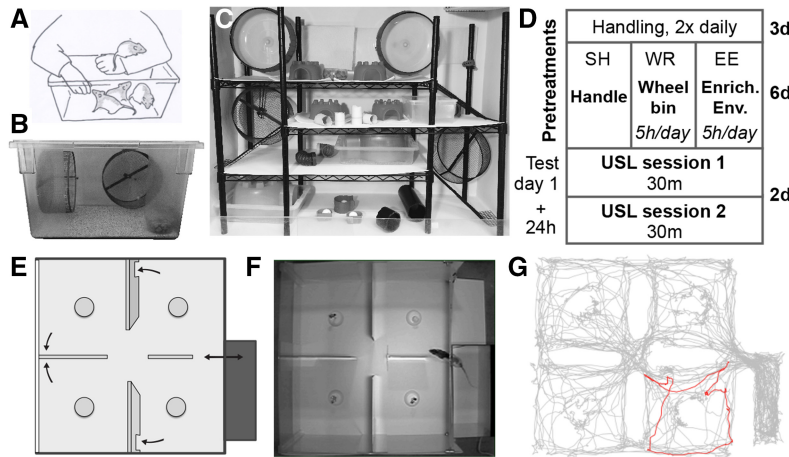 A
B
C
D
Pretreatments
Handling, 2x daily
3d
SH
WR
EE
Handle
Wheel
bin
5h/day
Enrich.
Env.
5h/day
6d
Test
day 1
+
24h
USL session 1
30m
USL session 2
30m
2d
E
F
G